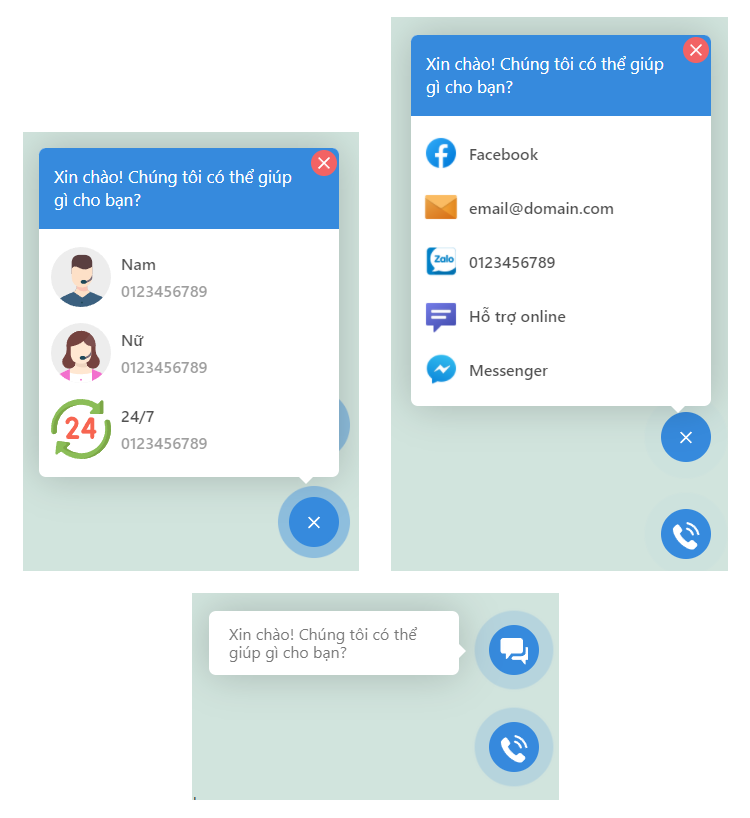 Xin chào! Chúng tôi có thể giúp
gì cho bạn?
Nam
0123456789
Nữ
0123456789
24
24/7
0123456789
Xin chào! Chúng tôi có thể giúp
gì cho bạn?
Facebook
email@domain.com
Zalo
0123456789
Hỗ trợ online
Messenger
Xin chào! Chúng tôi có thể
giúp gì cho bạn?